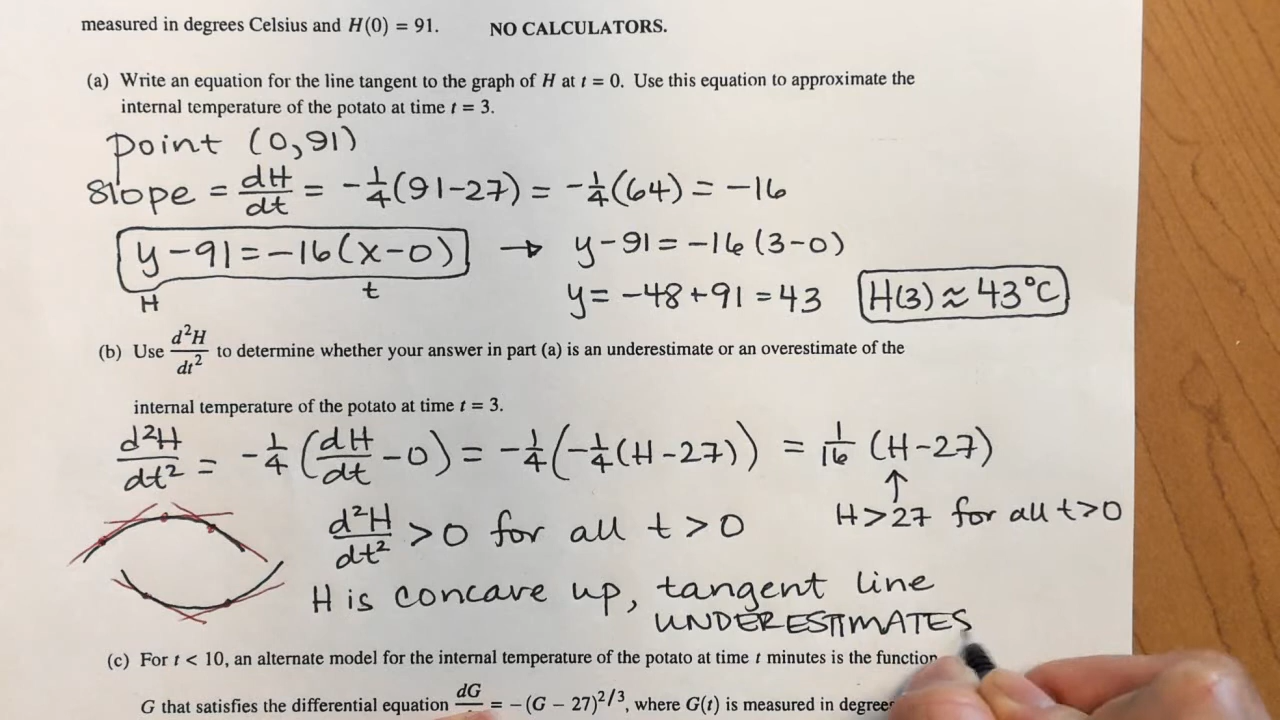 measured in degrees Celsius and H(0) = 91. NO CALCULATORS.
(a) Write an equation for the line tangent to the graph of H at t = 0. Use this equation to approximate the
internal temperature of the potato at time t = 3.
point (0,91)
slope = dH/dt = -1/4(91-27) = -1/4(64) = -16
y-91=-16(x-0) → y-91=-16(3-0)
H t
y=-48+91=43 H(3)≈43°C
(b) Use d²H/dt² to determine whether your answer in part (a) is an underestimate or an overestimate of the
internal temperature of the potato at time t = 3.
d²H/dt² = -1/4(dH/dt-0) = -1/4(-1/4(H-27)) = 1/16(H-27)
↑
d²H/dt² >0 for all t>0 H>27 for all t>0
H is concave up, tangent line
UNDERESTIMATES
(c) For t < 10, an alternate model for the internal temperature of the potato at time t minutes is the function
G that satisfies the differential equation dG/ = -(G - 27)^2/3, where G(t) is measured in